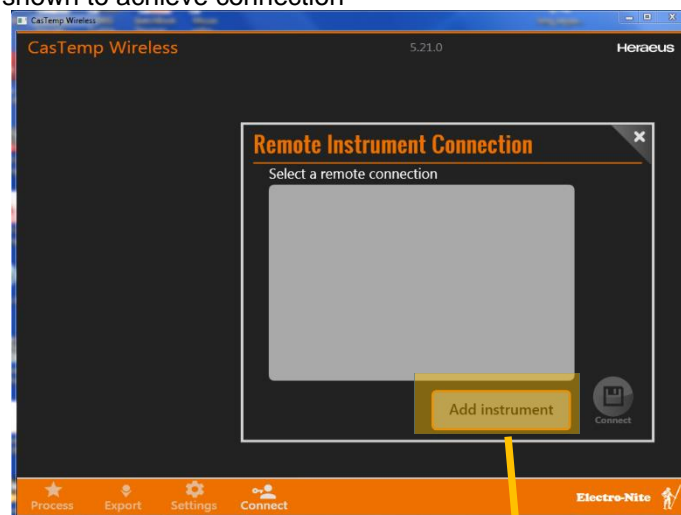 shown to achieve connection
CasTemp Wireless
CasTemp Wireless
5.21.0
Heraeus
Remote Instrument Connection
Select a remote connection
Add instrument
Connect
Process
Export
Settings
Connect
Electro-Nite